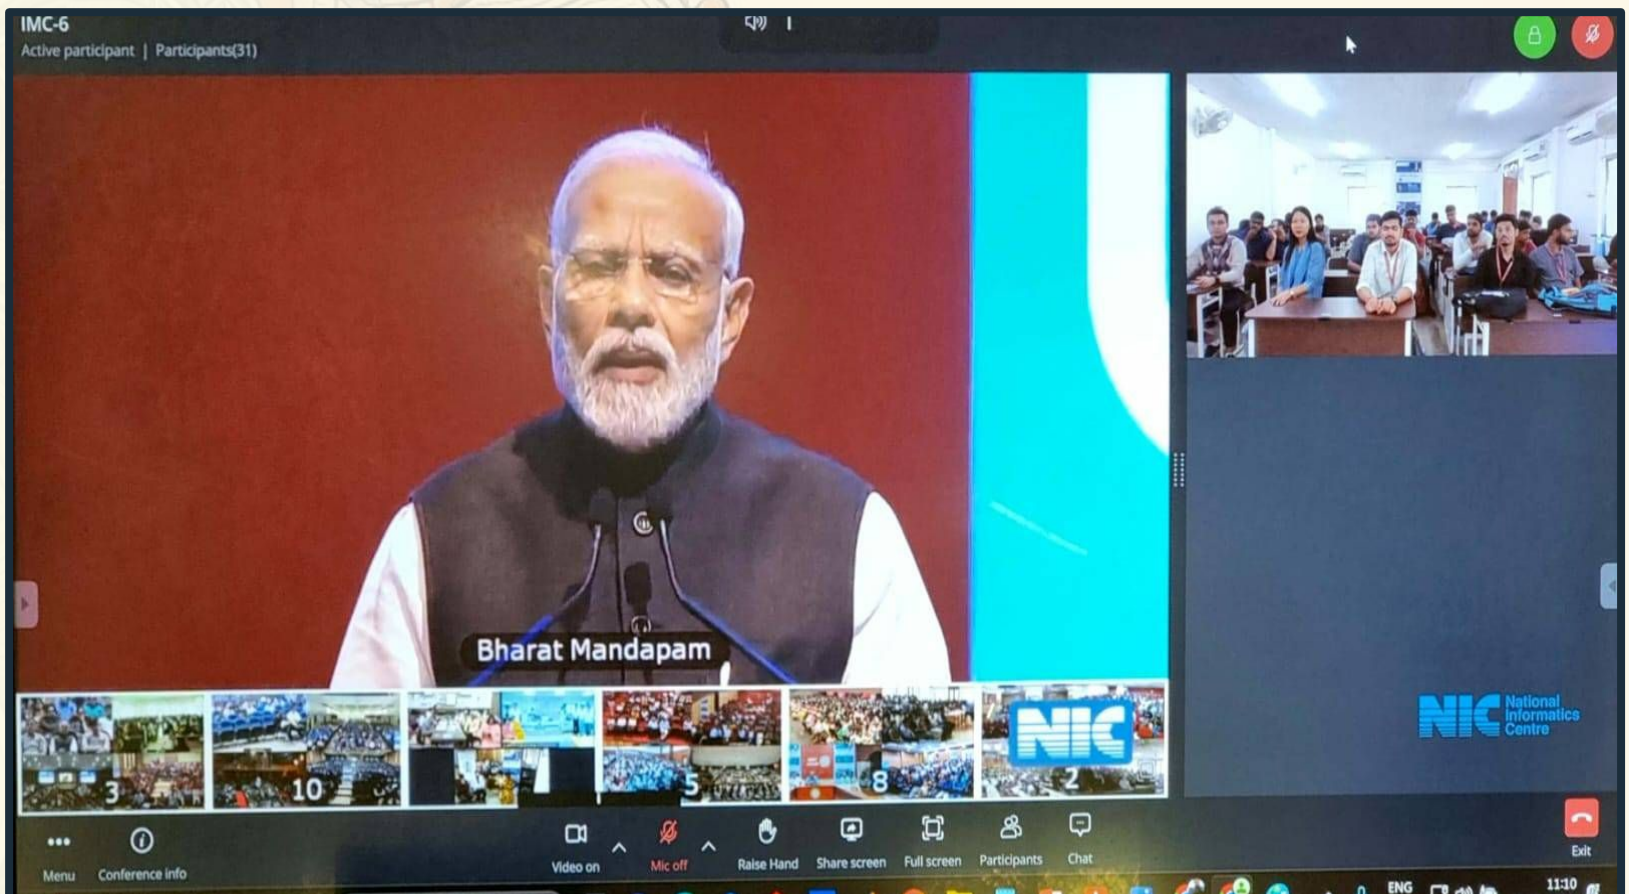 IMC-6
Active participant | Participants(31)
Bharat Mandapam
3
10
5
8
NIC
2
NIC National
Informatics
Centre
Menu
Conference info
Video on
Mic off
Raise Hand
Share screen
Full screen
Participants
Chat
Exit
ENG
11:10